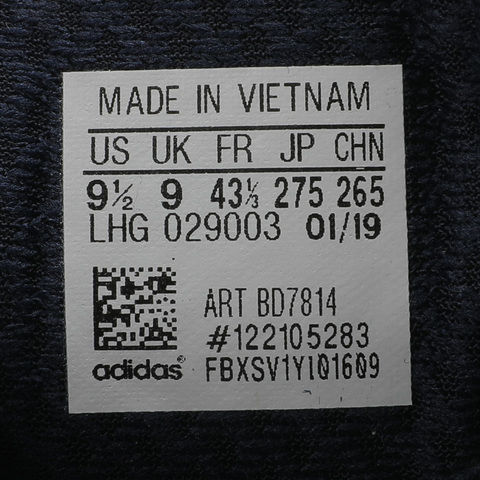 MADE IN VIETNAM
US UK FR JP CHN
9½ 9 43⅓ 275 265
LHG 029003 01/19
ART BD7814
#122105283
adidas® FBXSV1Y101609